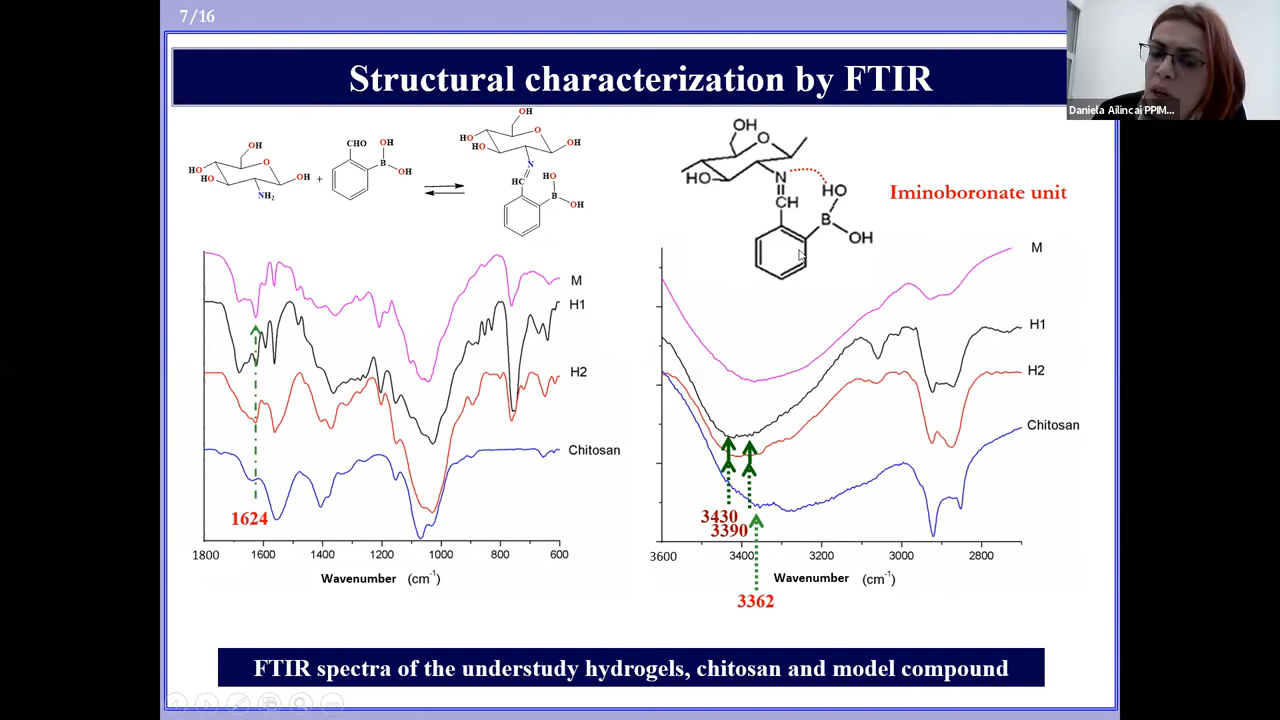 7/16
Structural characterization by FTIR
Daniela Ailincai PPIM...
OH
HO
O
HO
OH
NH2
+
CHO
OH
B
OH
OH
HO
O
HO
OH
N
HC
HO
B
OH
OH
O
HO
N
CH
HO
B
OH
Iminoboronate unit
M
H1
H2
Chitosan
1624
1800 1600 1400 1200 1000 800 600
Wavenumber (cm-1)
M
H1
H2
Chitosan
3430
3390
3600 3400 3200 3000 2800
Wavenumber (cm-1)
3362
FTIR spectra of the understudy hydrogels, chitosan and model compound